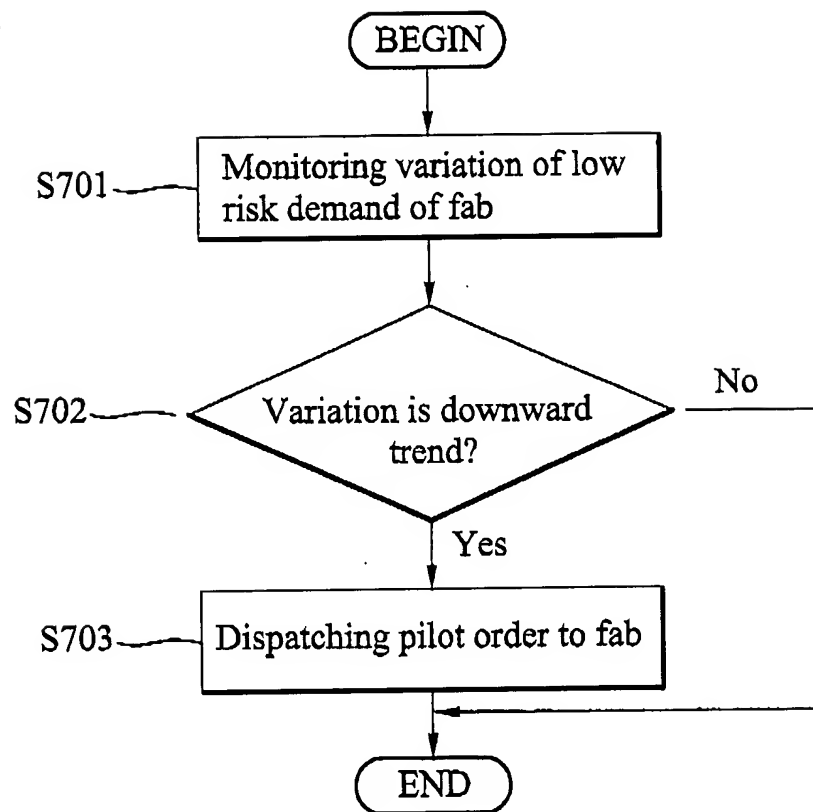 BEGIN
S701
Monitoring variation of low
risk demand of fab
S702
Variation is downward
trend?
No
Yes
S703
Dispatching pilot order to fab
END